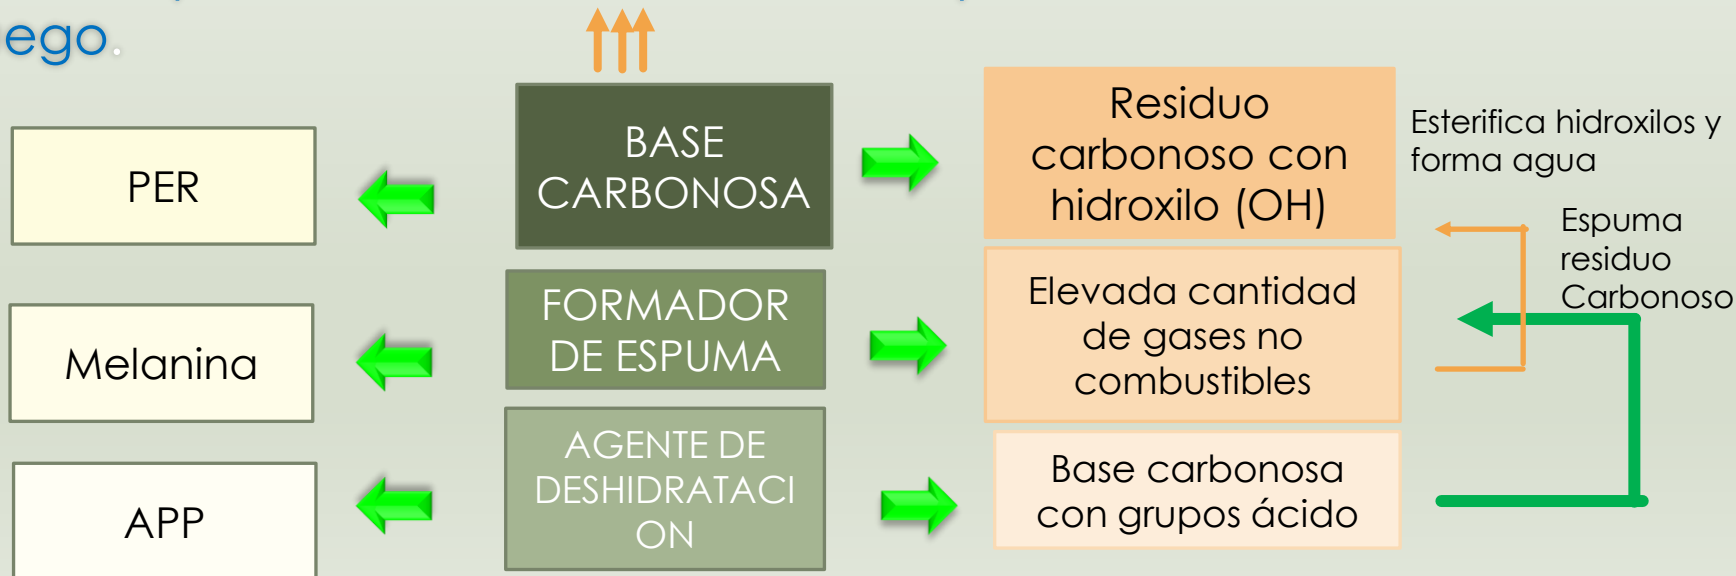 ego.
PER
BASE
CARBONOSA
Residuo
carbonoso con
hidroxilo (OH)
Esterifica hidroxilos y
forma agua
Espuma
residuo
Carbonoso
Melanina
FORMADOR
DE ESPUMA
Elevada cantidad
de gases no
combustibles
APP
AGENTE DE
DESHIDRATACI
ON
Base carbonosa
con grupos ácido